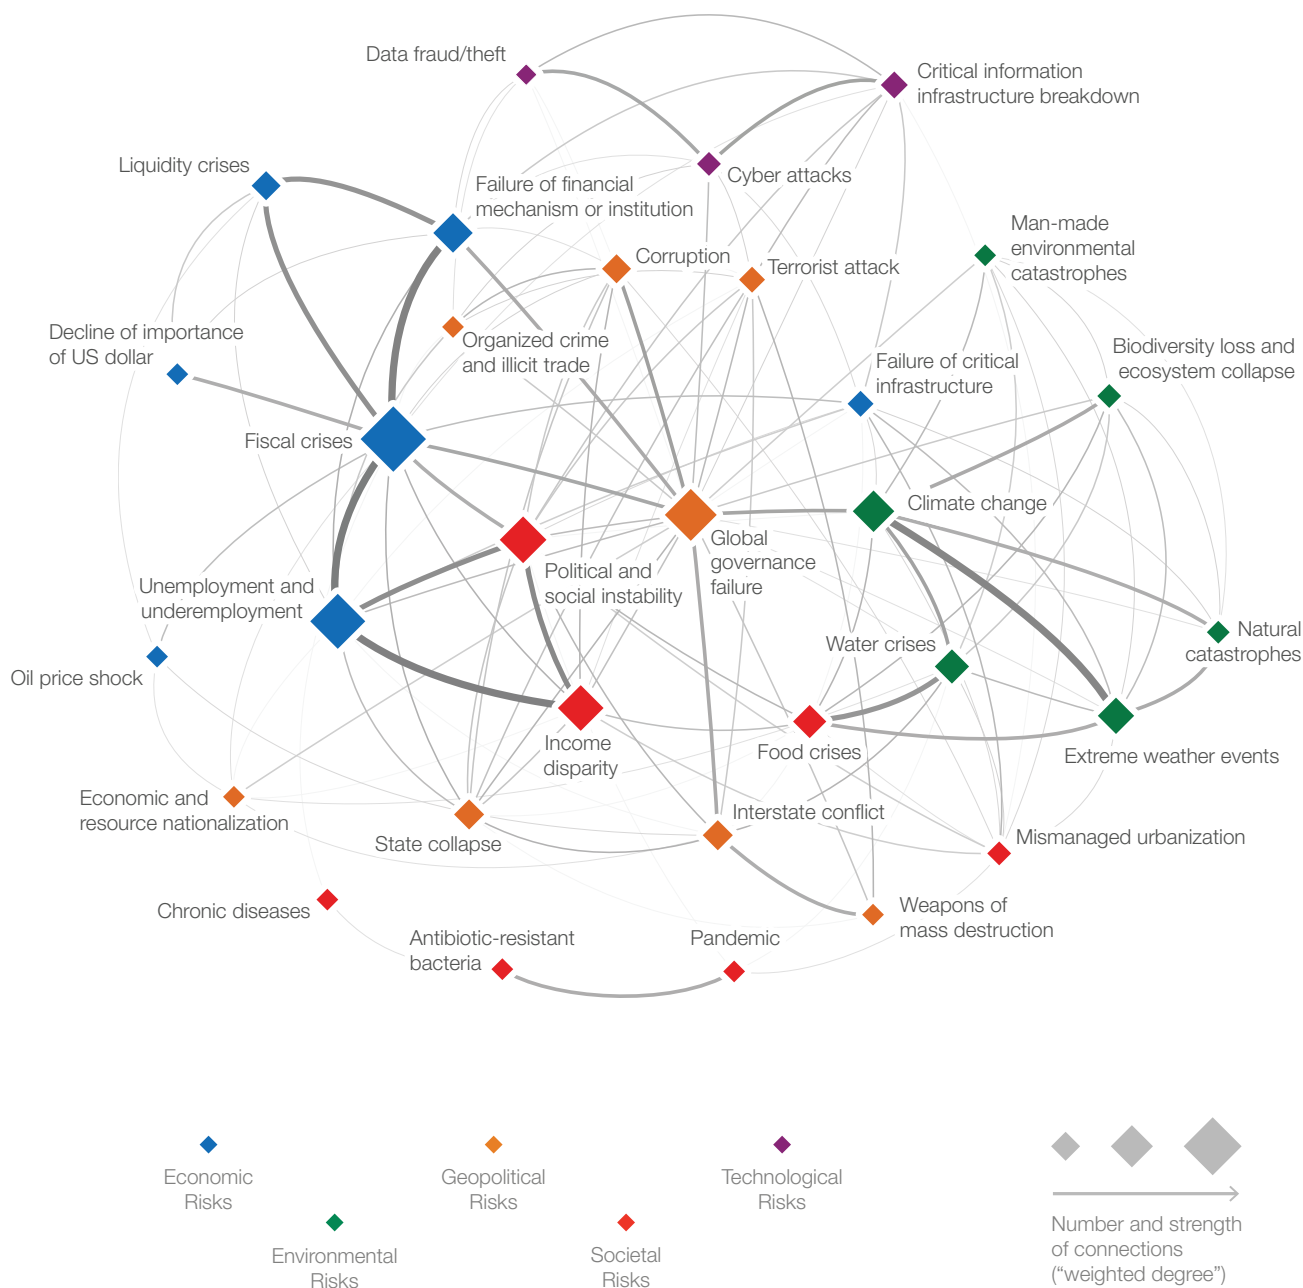 Data fraud/theft
Critical information
infrastructure breakdown
Liquidity crises
Failure of financial
mechanism or institution
Cyber attacks
Man-made
environmental
catastrophes
Corruption
Terrorist attack
Decline of importance
of US dollar
Organized crime
and illicit trade
Failure of critical
infrastructure
Biodiversity loss and
ecosystem collapse
Fiscal crises
Climate change
Global
governance
failure
Political and
social instability
Unemployment and
underemployment
Water crises
Natural
catastrophes
Oil price shock
Income
disparity
Food crises
Extreme weather events
Economic and
resource nationalization
State collapse
Interstate conflict
Mismanaged urbanization
Chronic diseases
Weapons of
mass destruction
Antibiotic-resistant
bacteria
Pandemic
Economic
Risks
Geopolitical
Risks
Technological
Risks
Environmental
Risks
Societal
Risks
Number and strength
of connections
(“weighted degree”)